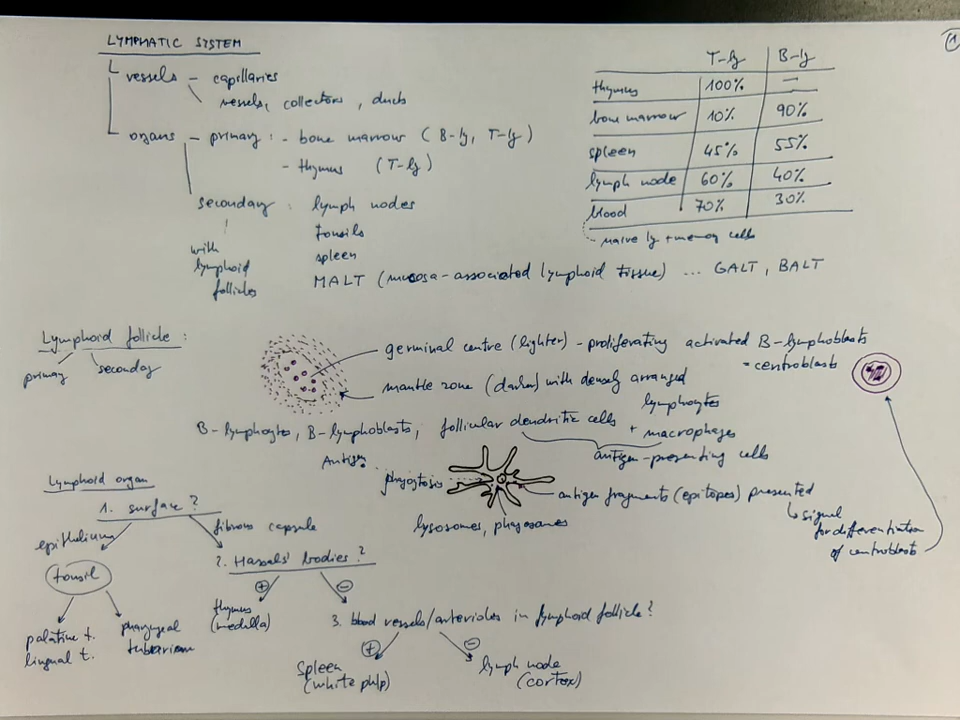 1
LYMPHATIC SYSTEM
vessels - capillaries
vessels, collectors, ducts
organs - primary : - bone marrow ( B-ly, T-ly )
- thymus ( T-ly )
secondary : lymph nodes
tonsils
spleen
MALT (mucosa-associated lymphoid tissue) ... GALT, BALT
with
lymphoid
follicles
T-ly B-ly
thymus 100% —
bone marrow 10% 90%
spleen 45% 55%
lymph node 60% 40%
blood 70% 30%
naive ly + memory cells
Lymphoid follicle :
primary secondary
germinal centre (lighter) - proliferating activated B-lymphoblasts
= centroblasts
mantle zone (darker) with densely arranged
lymphocytes
B-lymphocytes, B-lymphoblasts, follicular dendritic cells + macrophages
antigen-presenting cells
Antigen
phagocytosis
antigen fragments (epitopes) presented
signal
for differentiation
of centroblasts
lysosomes, phagosomes
Lymphoid organ
1. surface ?
epithelium fibrous capsule
tonsil
palatine t.
lingual t.
pharyngeal
tubarium
2. Hassals' bodies ?
+ -
thymus
(medulla)
3. blood vessels/arterioles in lymphoid follicle ?
+ -
spleen
(white pulp)
lymph node
(cortex)